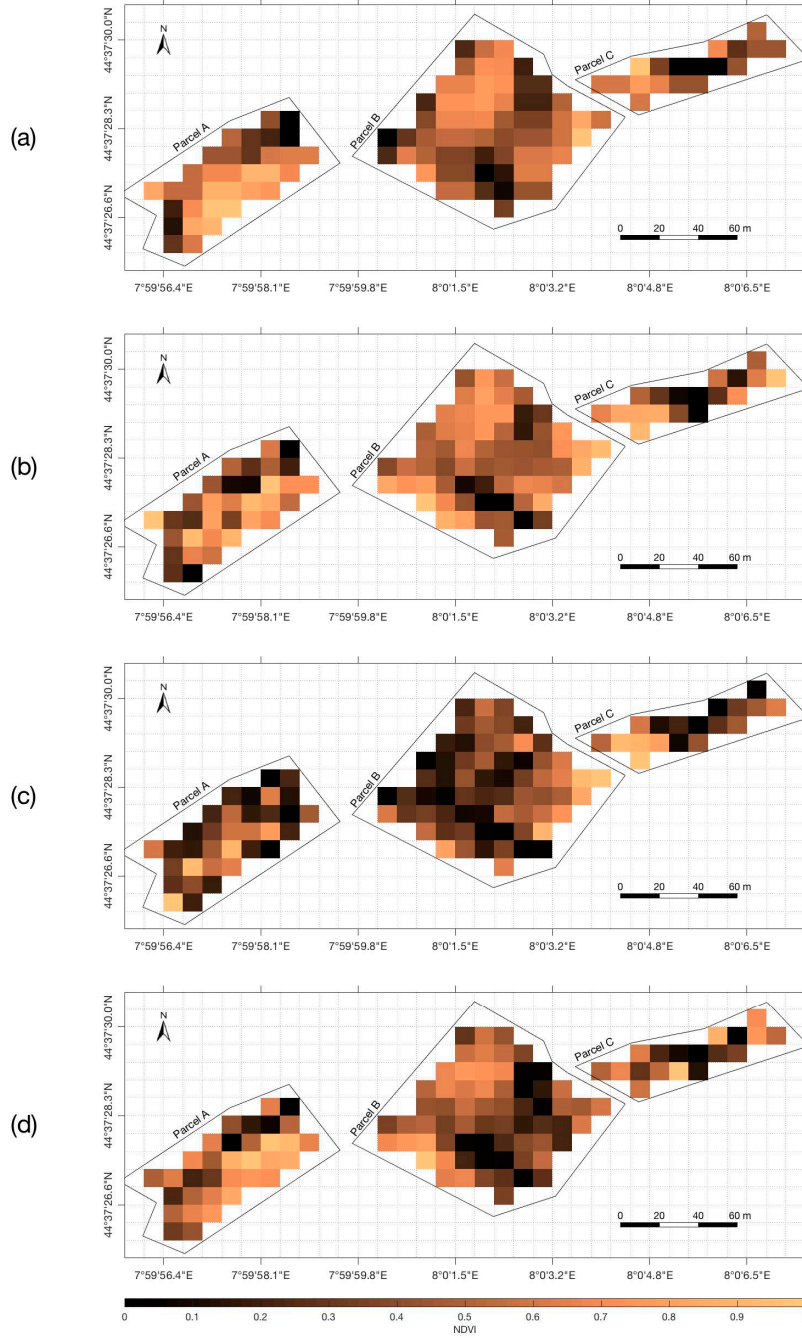 (a)
N
Parcel A
Parcel B
Parcel C
44°37'30.0"N
44°37'28.3"N
44°37'26.6"N
0 20 40 60 m
7°59'56.4"E 7°59'58.1"E 7°59'59.8"E 8°0'1.5"E 8°0'3.2"E 8°0'4.8"E 8°0'6.5"E
(b)
N
Parcel A
Parcel B
Parcel C
44°37'30.0"N
44°37'28.3"N
44°37'26.6"N
0 20 40 60 m
7°59'56.4"E 7°59'58.1"E 7°59'59.8"E 8°0'1.5"E 8°0'3.2"E 8°0'4.8"E 8°0'6.5"E
(c)
N
Parcel A
Parcel B
Parcel C
44°37'30.0"N
44°37'28.3"N
44°37'26.6"N
0 20 40 60 m
7°59'56.4"E 7°59'58.1"E 7°59'59.8"E 8°0'1.5"E 8°0'3.2"E 8°0'4.8"E 8°0'6.5"E
(d)
N
Parcel A
Parcel B
Parcel C
44°37'30.0"N
44°37'28.3"N
44°37'26.6"N
0 20 40 60 m
7°59'56.4"E 7°59'58.1"E 7°59'59.8"E 8°0'1.5"E 8°0'3.2"E 8°0'4.8"E 8°0'6.5"E
0 0.1 0.2 0.3 0.4 0.5 0.6 0.7 0.8 0.9
NDVI